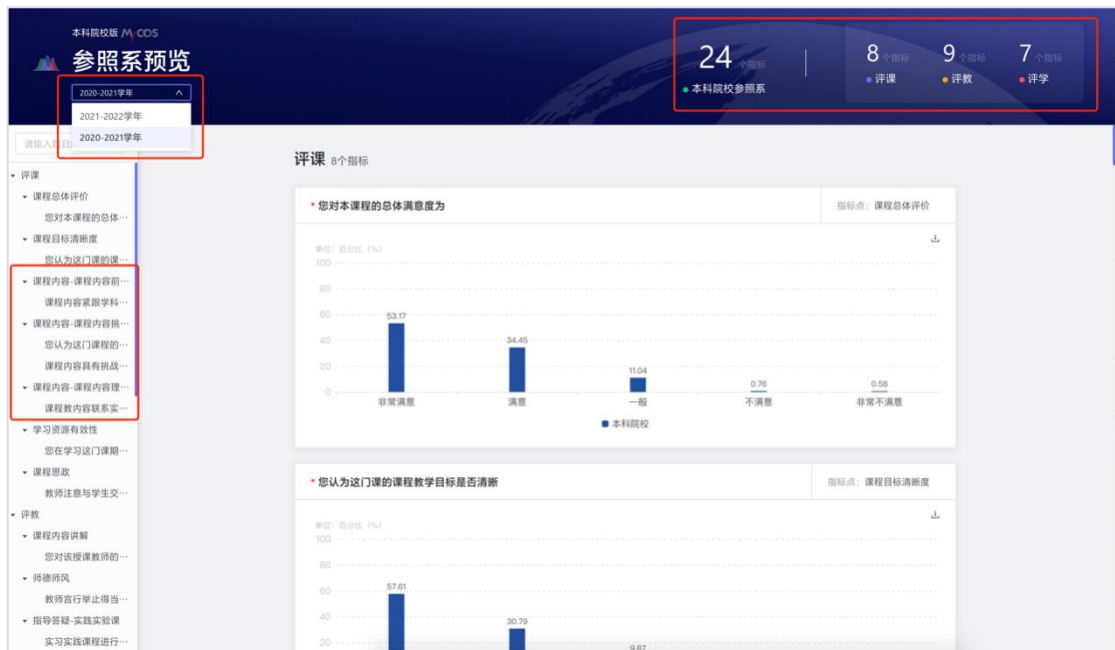 本科院校版 MyCOS
参照系预览
2020-2021学年
2021-2022学年
2020-2021学年
24 个指标
本科院校参照系
8 个指标
评课
9 个指标
评教
7 个指标
评学
请输入
评课
课程总体评价
您对本课程的总体…
课程目标清晰度
您认为这门课的课…
课程内容-课程内容前…
课程内容紧跟学科…
课程内容-课程内容挑…
您认为这门课程的…
课程内容具有挑战…
课程内容-课程内容理…
课程教内容联系实…
学习资源有效性
您在学习这门课期…
课程思政
教师注意与学生交…
评教
课程内容讲解
您对该授课教师的…
师德师风
教师言行举止得当…
指导答疑-实践实验课
实习实践课程进行…
评课 8个指标
* 您对本课程的总体满意度为
指标点：课程总体评价
单位：百分比（%）
100
80
60
40
20
0
53.17
34.45
11.04
0.76
0.58
非常满意
满意
一般
不满意
非常不满意
本科院校
* 您认为这门课的课程教学目标是否清晰
指标点：课程目标清晰度
单位：百分比（%）
100
80
60
40
20
57.61
30.79
9.87